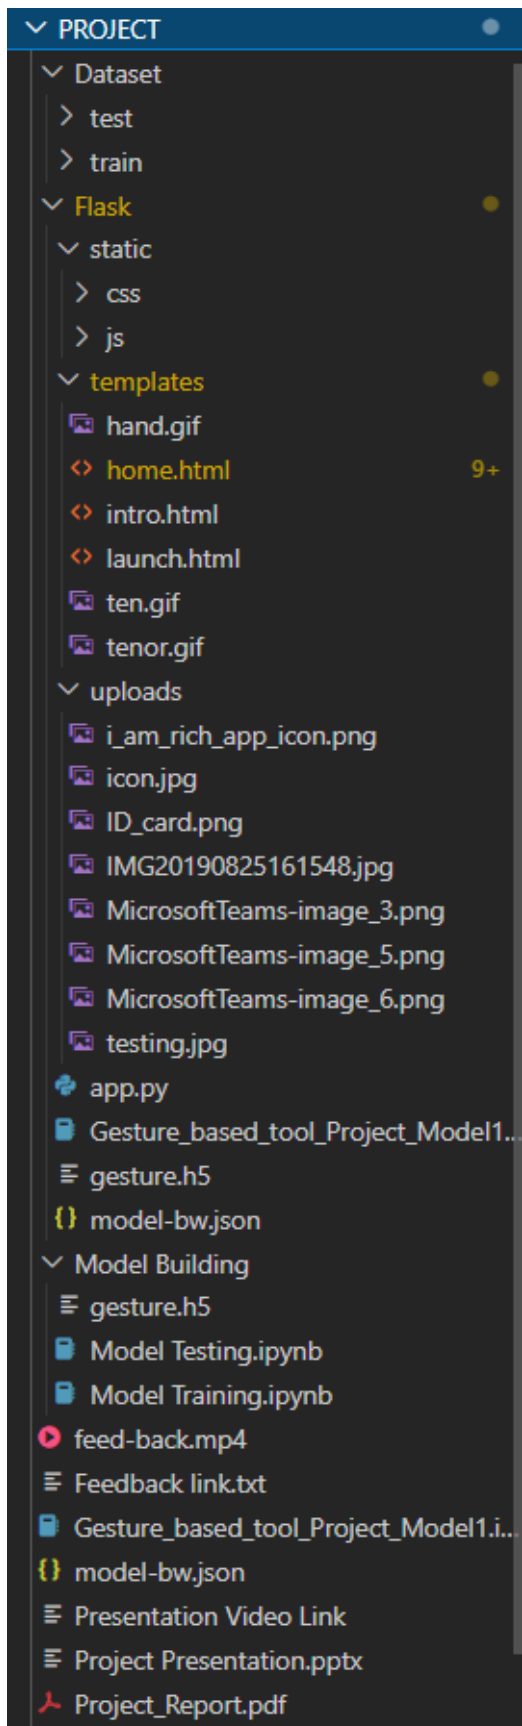 PROJECT
Dataset
test
train
Flask
static
css
js
templates
hand.gif
home.html 9+
intro.html
launch.html
ten.gif
tenor.gif
uploads
i_am_rich_app_icon.png
icon.jpg
ID_card.png
IMG20190825161548.jpg
MicrosoftTeams-image_3.png
MicrosoftTeams-image_5.png
MicrosoftTeams-image_6.png
testing.jpg
app.py
Gesture_based_tool_Project_Model1...
gesture.h5
model-bw.json
Model Building
gesture.h5
Model Testing.ipynb
Model Training.ipynb
feed-back.mp4
Feedback link.txt
Gesture_based_tool_Project_Model1.i...
model-bw.json
Presentation Video Link
Project Presentation.pptx
Project_Report.pdf